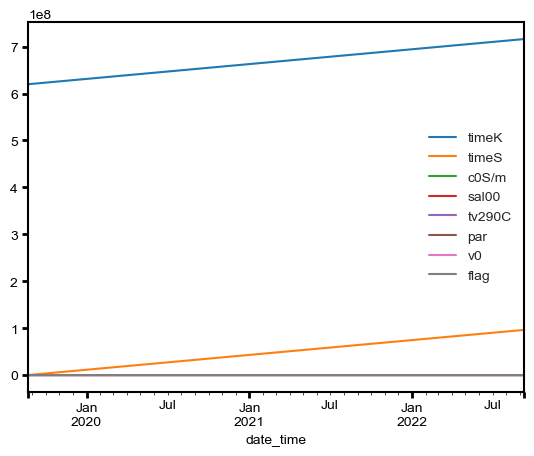 1e8
7
6
5
4
3
2
1
0
timeK
timeS
c0S/m
sal00
tv290C
par
v0
flag
Jan Jul Jan Jul Jan Jul
2020 2021 2022
date_time